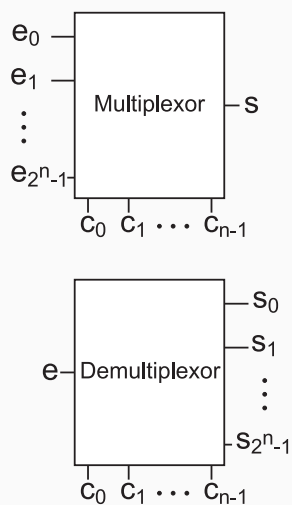 e₀
e₁
⋮
Multiplexor
s
e₂ⁿ₋₁
c₀ c₁ ⋯ cₙ₋₁
s₀
s₁
e
Demultiplexor
⋮
s₂ⁿ₋₁
c₀ c₁ ⋯ cₙ₋₁